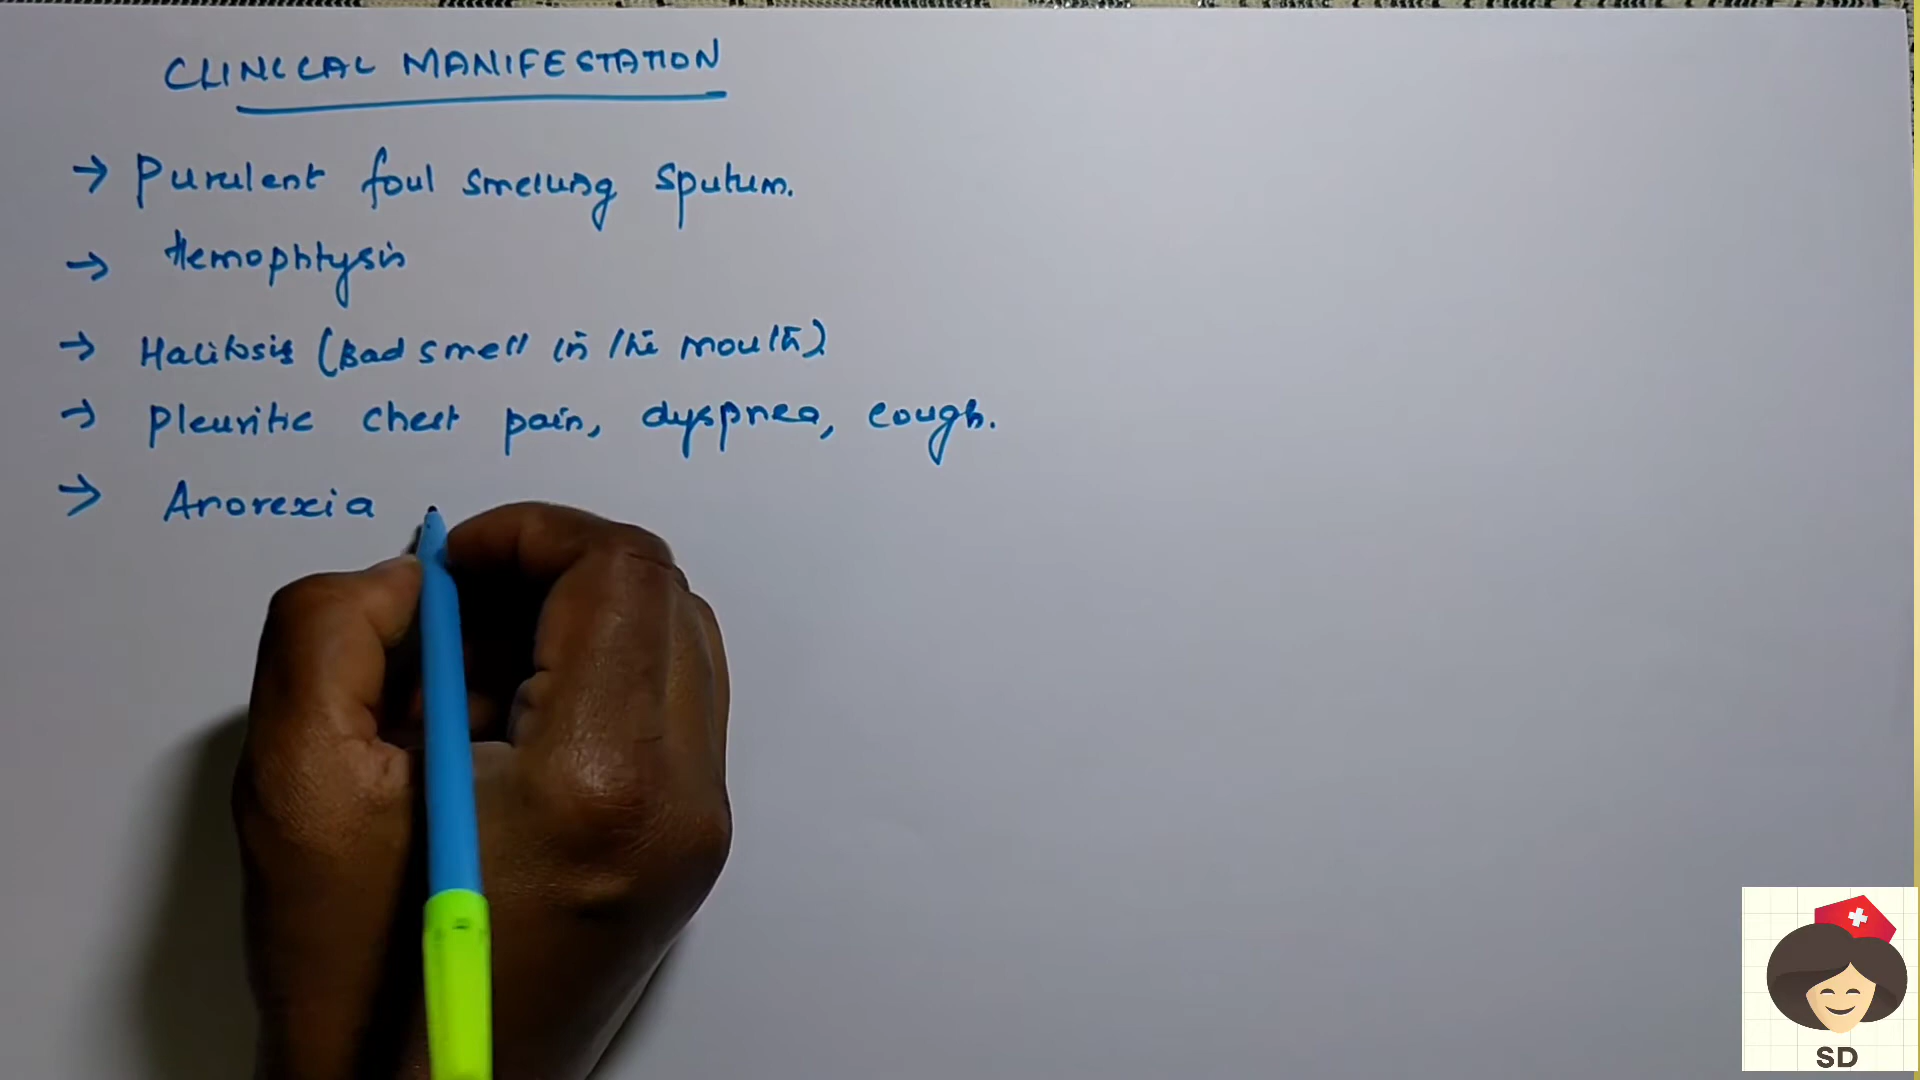 CLINICAL MANIFESTATION
→ Purulent foul smelling sputum.
→ Hemophtysis
→ Halitosis (Bad smell in the mouth)
→ Pleuritic chest pain, dyspnea, cough.
→ Anorexia
SD